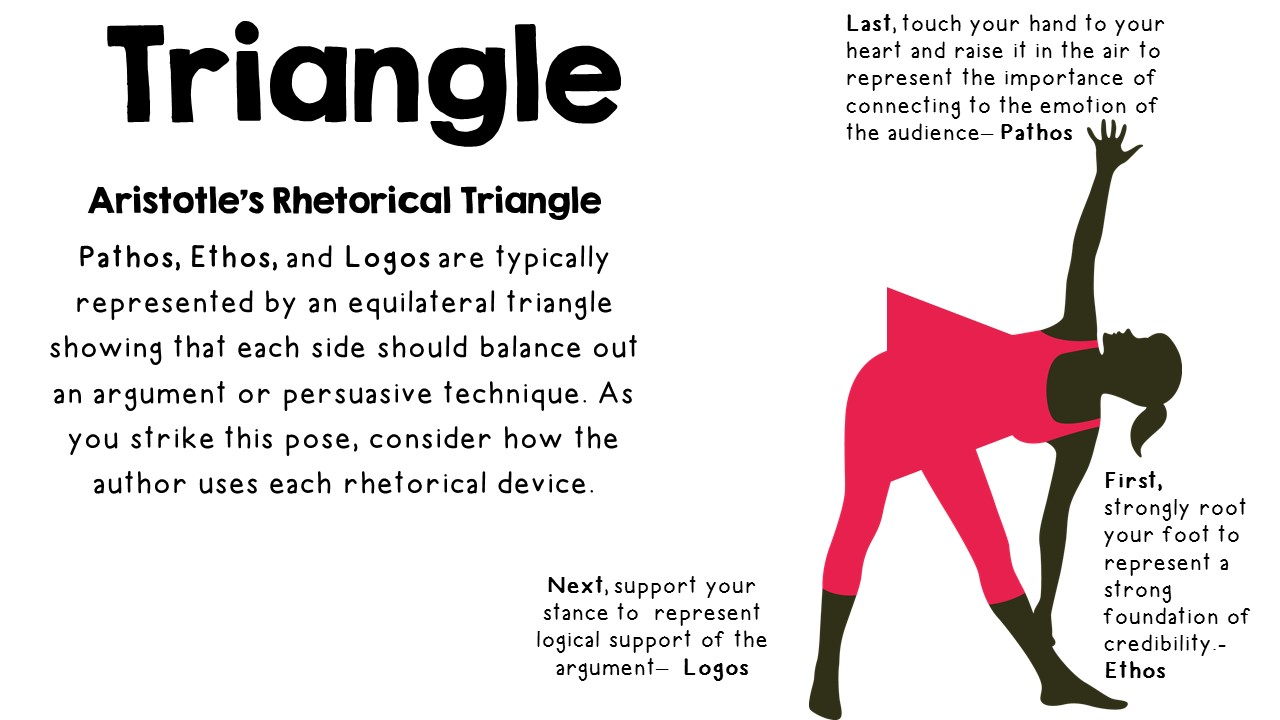 Triangle
Aristotle's Rhetorical Triangle
Pathos, Ethos, and Logos are typically
represented by an equilateral triangle
showing that each side should balance out
an argument or persuasive technique. As
you strike this pose, consider how the
author uses each rhetorical device.
Last, touch your hand to your
heart and raise it in the air to
represent the importance of
connecting to the emotion of
the audience– Pathos
First,
strongly root
your foot to
represent a
strong
foundation of
credibility.-
Ethos
Next, support your
stance to represent
logical support of the
argument– Logos